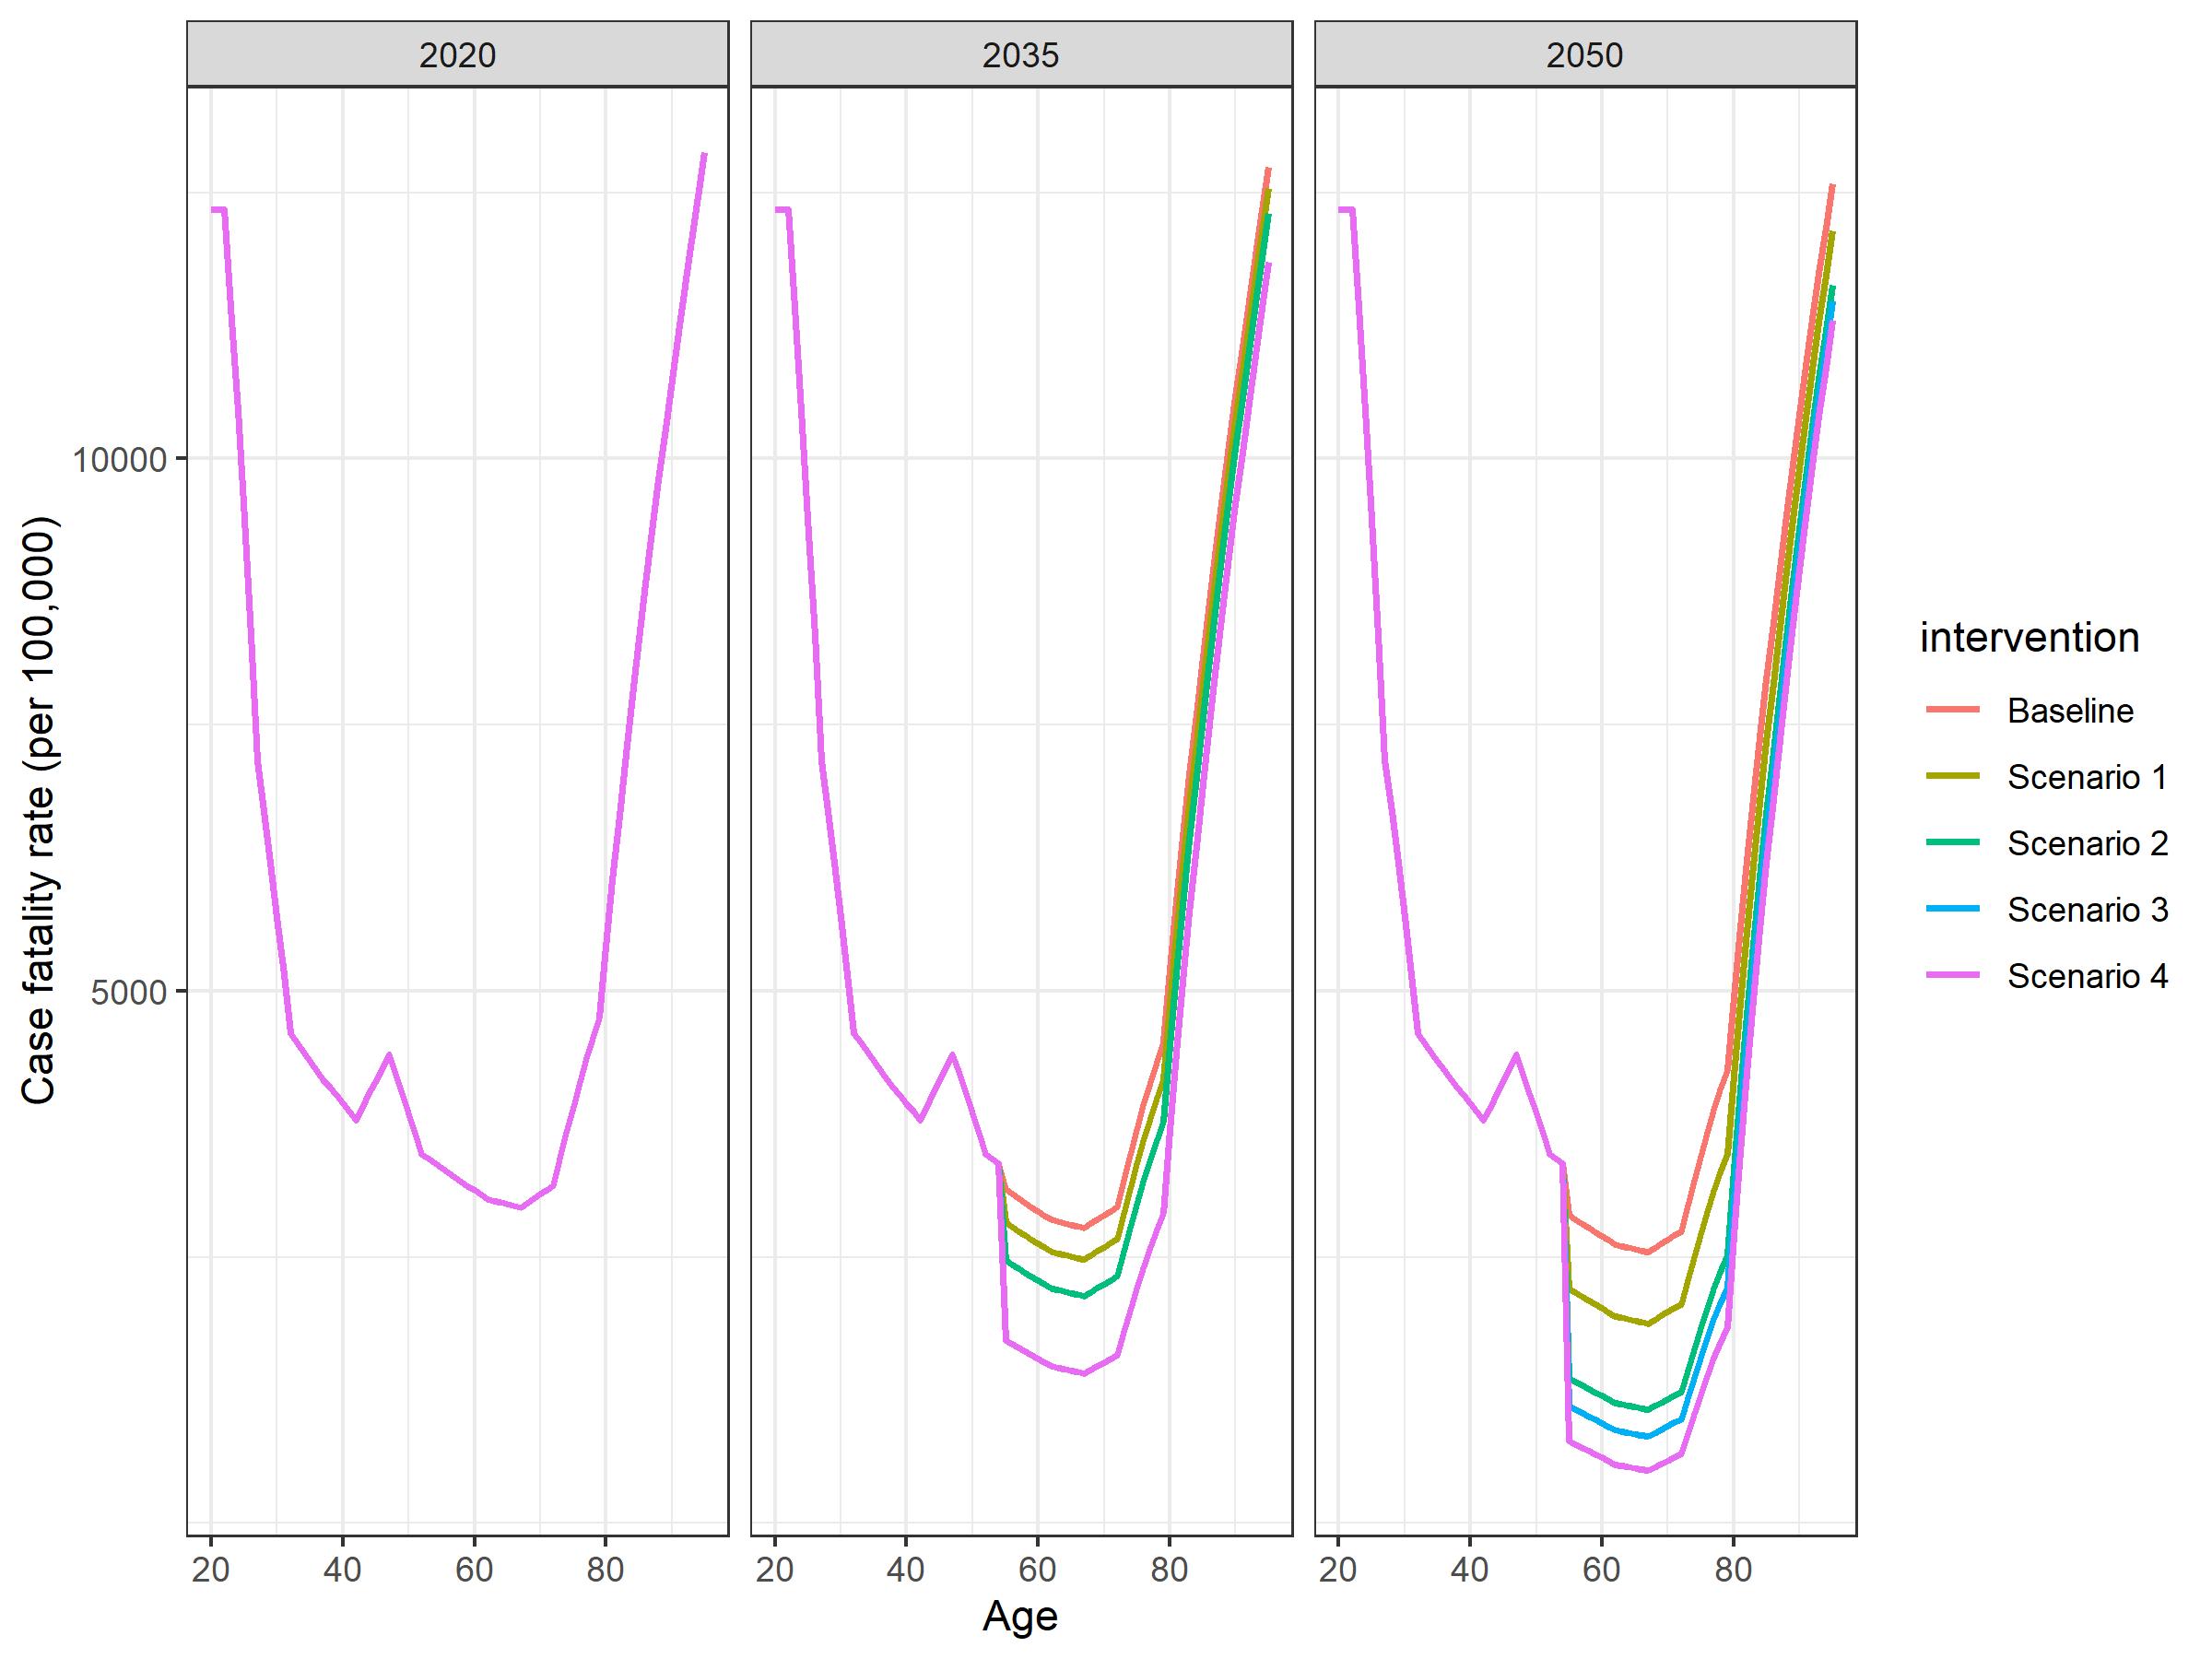 2020 2035 2050
Case fatality rate (per 100,000)
10000
5000
20 40 60 80 20 40 60 80 20 40 60 80
Age
intervention
Baseline
Scenario 1
Scenario 2
Scenario 3
Scenario 4